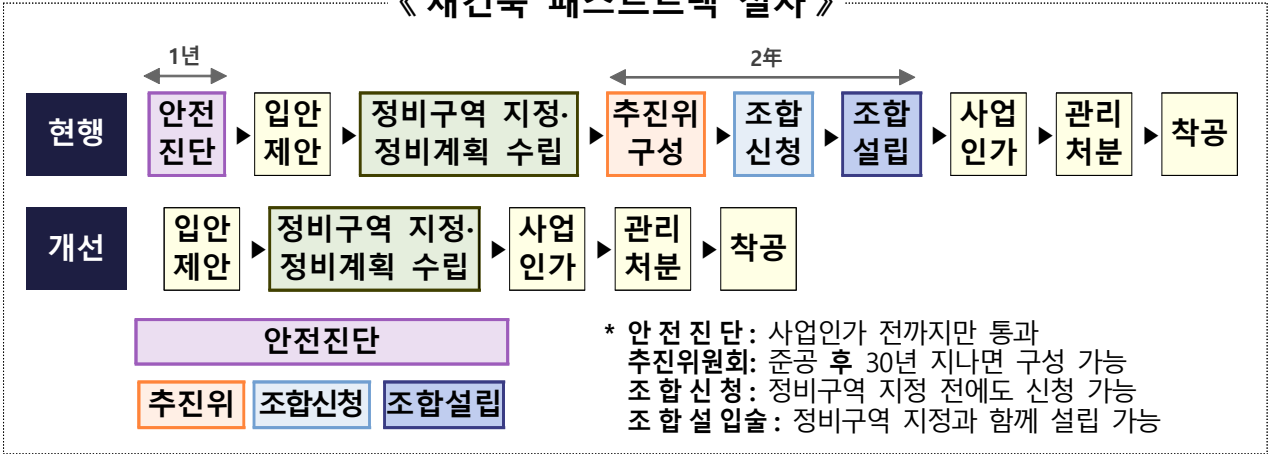 《 재건축 패스트트랙 절차 》
1년
2年
현행
안전
진단
▶
입안
제안
▶
정비구역 지정·
정비계획 수립
▶
추진위
구성
▶
조합
신청
▶
조합
설립
▶
사업
인가
▶
관리
처분
▶
착공
개선
입안
제안
▶
정비구역 지정·
정비계획 수립
▶
사업
인가
▶
관리
처분
▶
착공
안전진단
추진위
조합신청
조합설립
* 안전진단: 사업인가 전까지만 통과
추진위원회: 준공 후 30년 지나면 구성 가능
조합신청: 정비구역 지정 전에도 신청 가능
조합설입술: 정비구역 지정과 함께 설립 가능